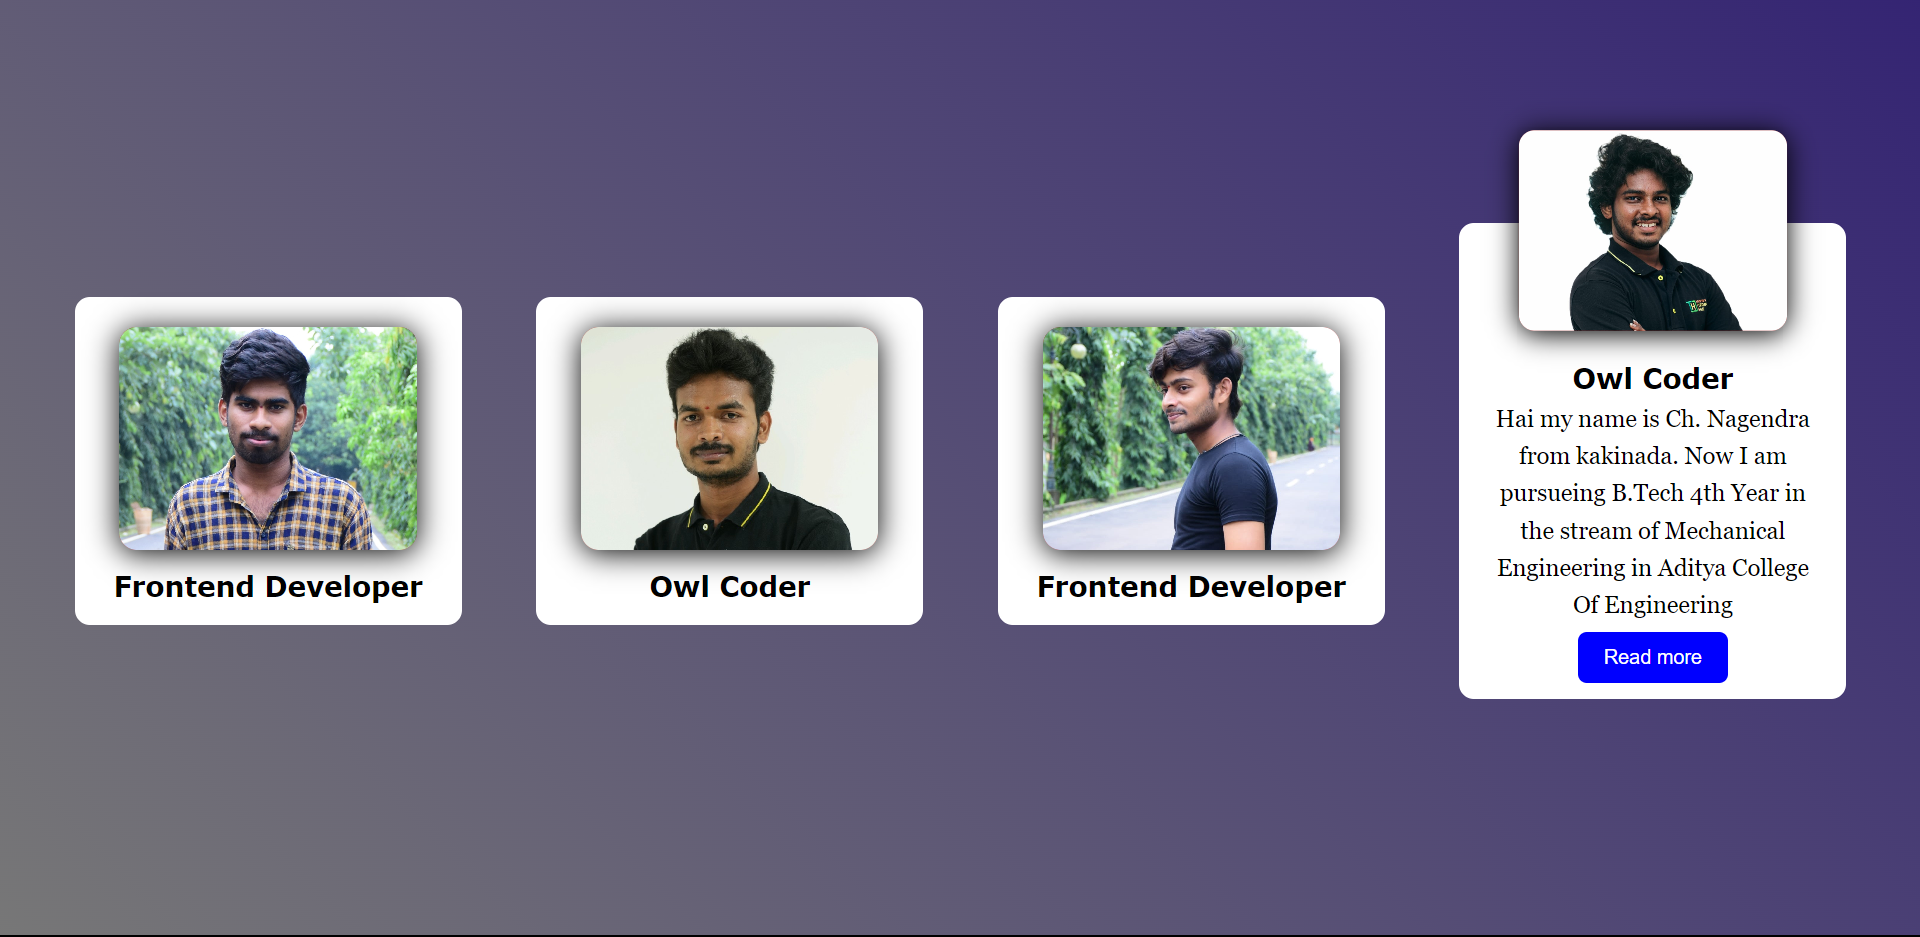 Frontend Developer
Owl Coder
Frontend Developer
Owl Coder
Hai my name is Ch. Nagendra
from kakinada. Now I am
pursueing B.Tech 4th Year in
the stream of Mechanical
Engineering in Aditya College
Of Engineering
Read more